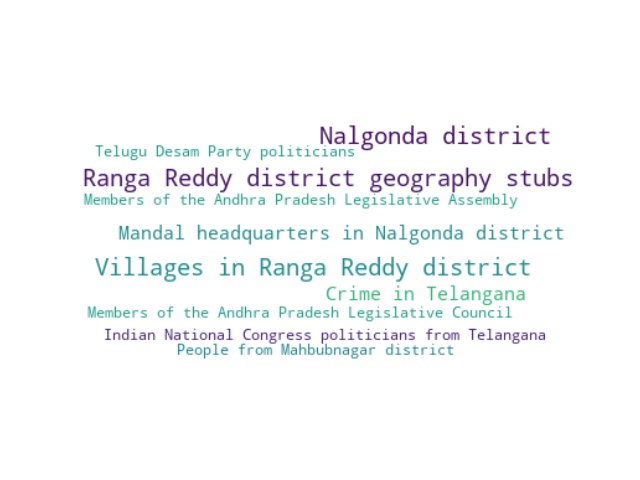 Nalgonda district
Telugu Desam Party politicians
Ranga Reddy district geography stubs
Members of the Andhra Pradesh Legislative Assembly
Mandal headquarters in Nalgonda district
Villages in Ranga Reddy district
Crime in Telangana
Members of the Andhra Pradesh Legislative Council
Indian National Congress politicians from Telangana
People from Mahbubnagar district